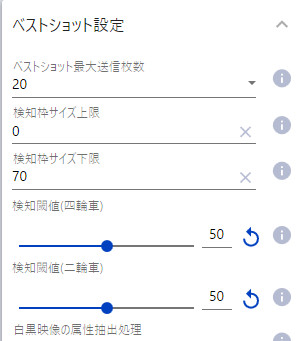 ベストショット設定
ベストショット最大送信枚数
20
検知枠サイズ上限
0
検知枠サイズ下限
70
検知閾値(四輪車)
50
検知閾値(二輪車)
50
白黒映像の属性抽出処理